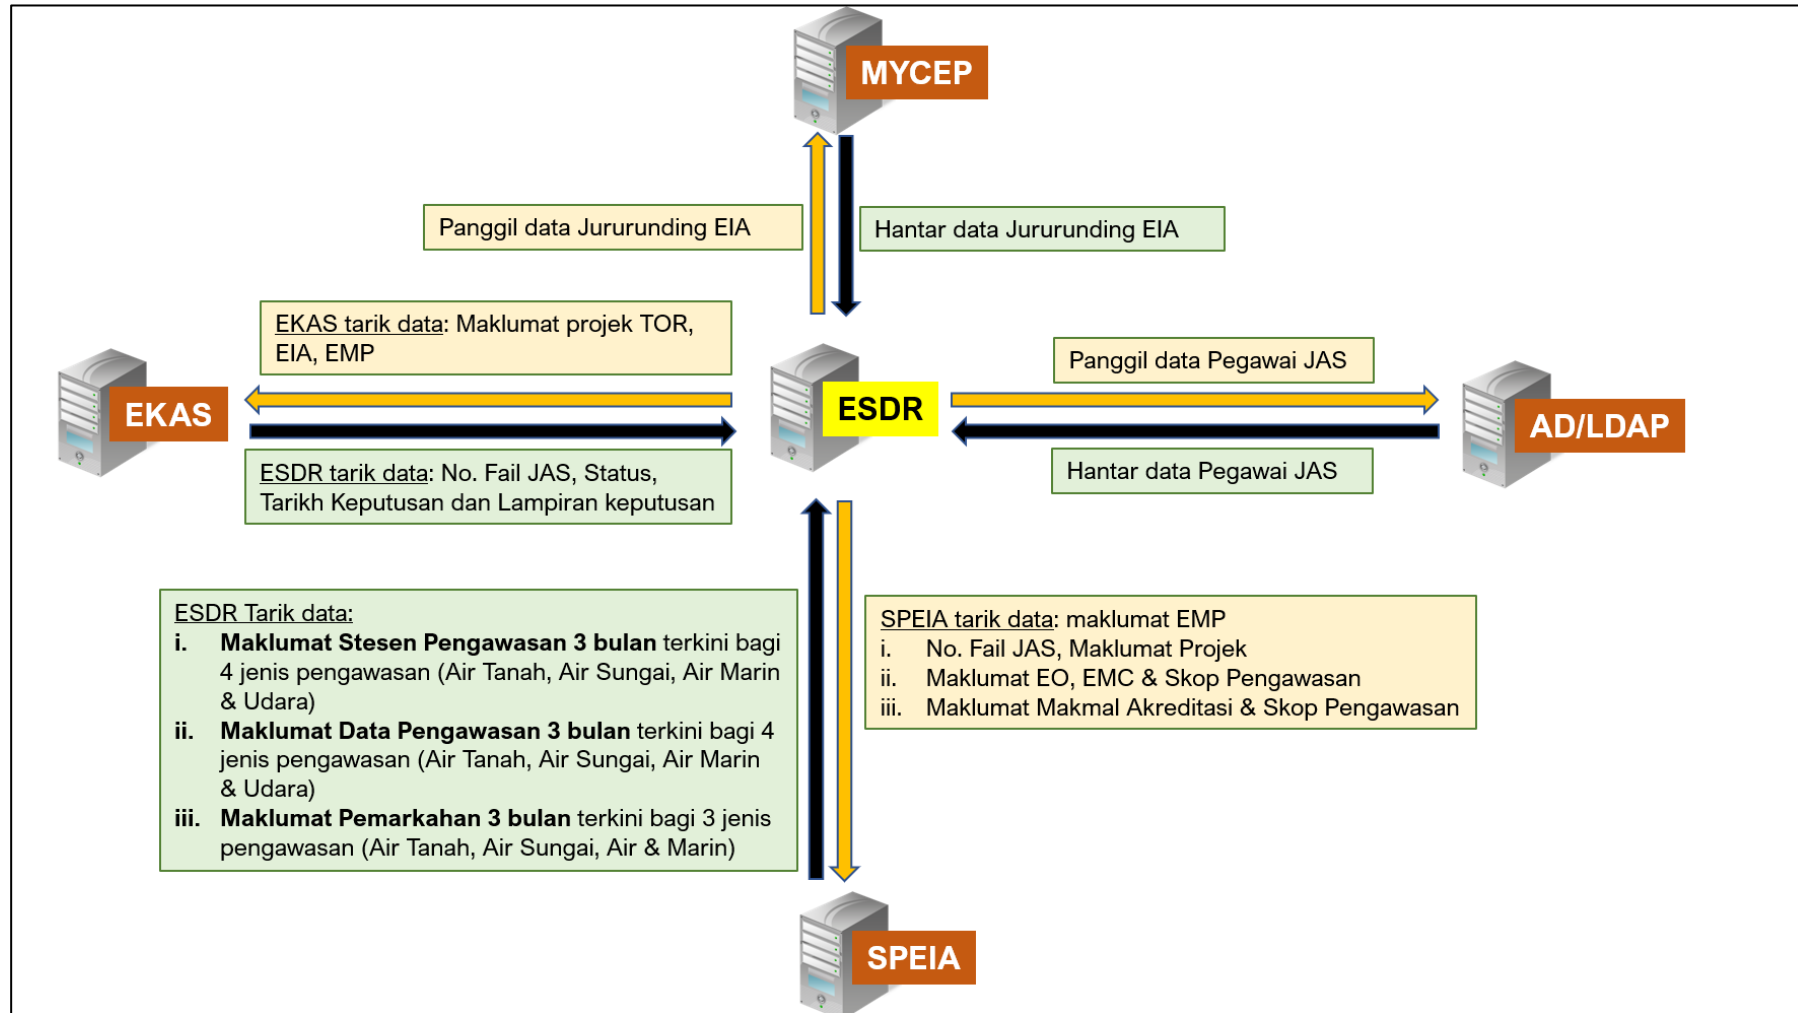 MYCEP
Panggil data Jururunding EIA
Hantar data Jururunding EIA
EKAS tarik data: Maklumat projek TOR,
EIA, EMP
Panggil data Pegawai JAS
EKAS
ESDR
AD/LDAP
ESDR tarik data: No. Fail JAS, Status,
Tarikh Keputusan dan Lampiran keputusan
Hantar data Pegawai JAS
ESDR Tarik data:
i. Maklumat Stesen Pengawasan 3 bulan terkini bagi
4 jenis pengawasan (Air Tanah, Air Sungai, Air Marin
& Udara)
ii. Maklumat Data Pengawasan 3 bulan terkini bagi 4
jenis pengawasan (Air Tanah, Air Sungai, Air Marin
& Udara)
iii. Maklumat Pemarkahan 3 bulan terkini bagi 3 jenis
pengawasan (Air Tanah, Air Sungai, Air & Marin)
SPEIA tarik data: maklumat EMP
i. No. Fail JAS, Maklumat Projek
ii. Maklumat EO, EMC & Skop Pengawasan
iii. Maklumat Makmal Akreditasi & Skop Pengawasan
SPEIA